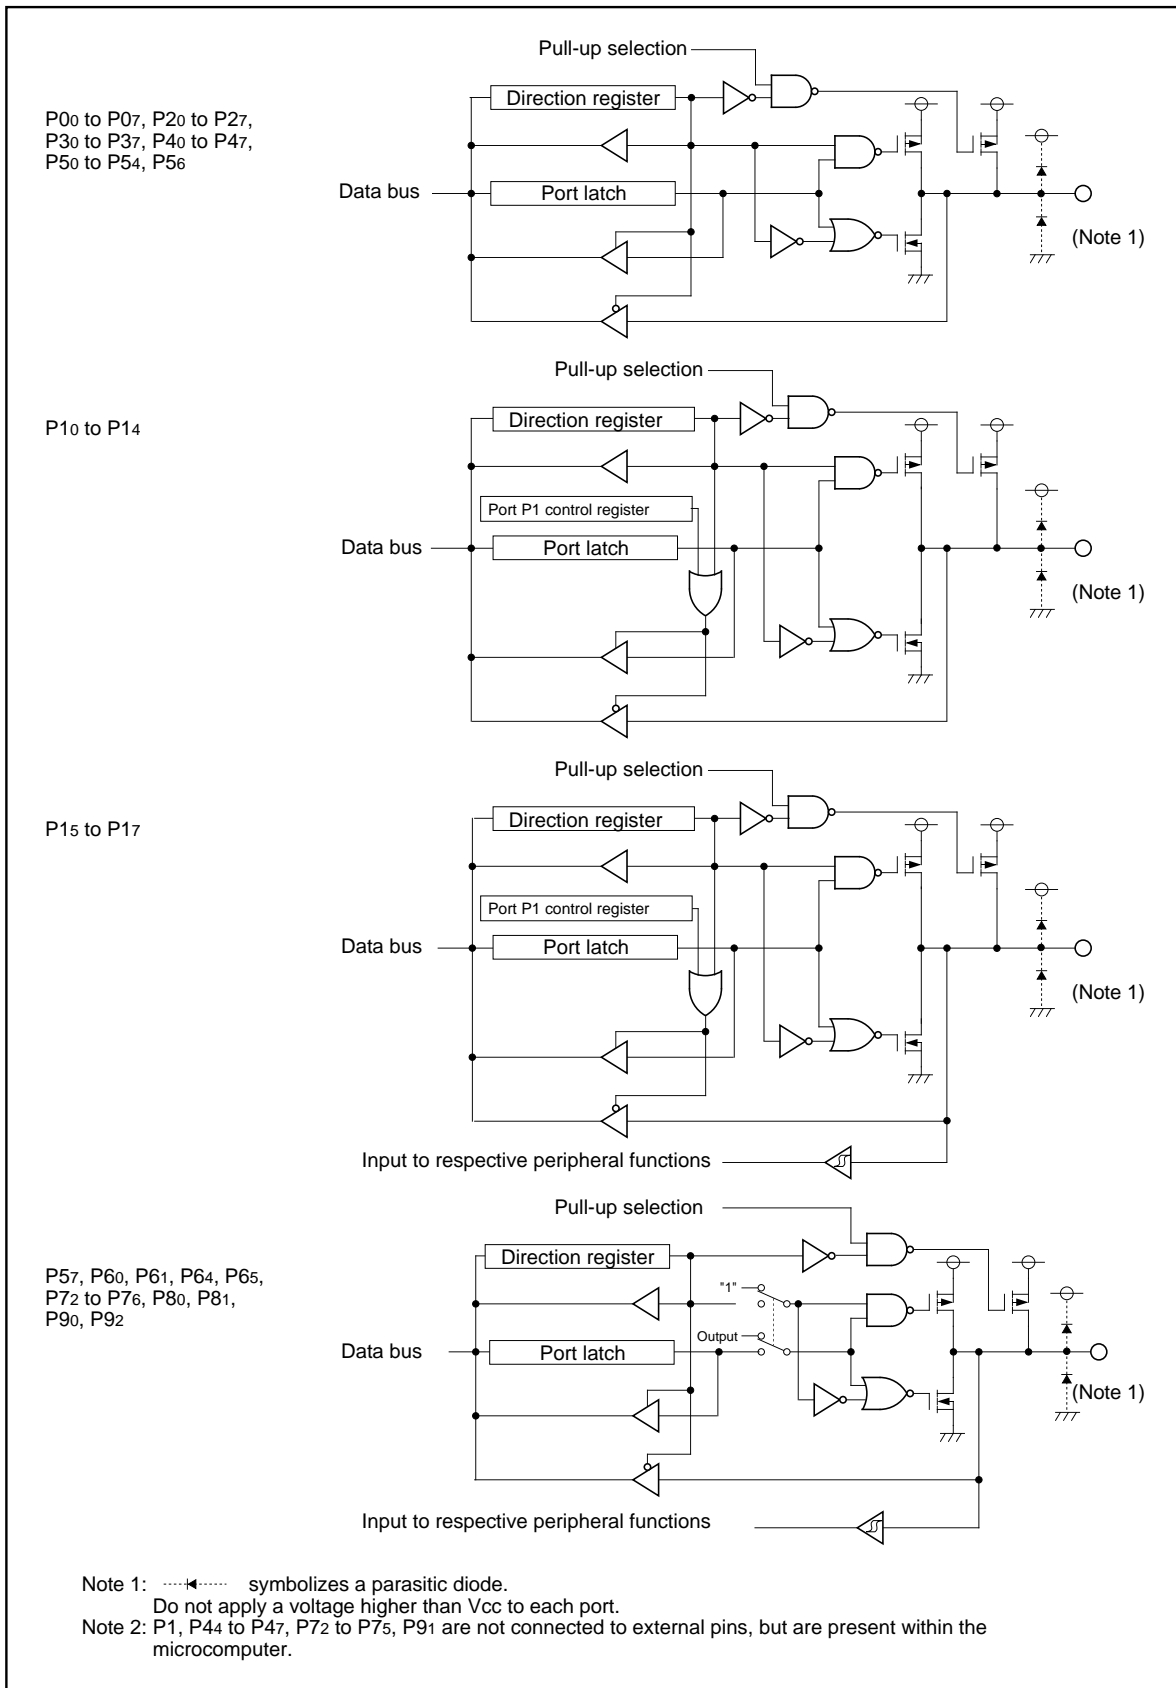 Pull-up selection
Direction register
P00 to P07, P20 to P27,
P30 to P37, P40 to P47,
P50 to P54, P56
Data bus
Port latch
(Note 1)
Pull-up selection
Direction register
P10 to P14
Port P1 control register
Data bus
Port latch
(Note 1)
Pull-up selection
Direction register
P15 to P17
Port P1 control register
Data bus
Port latch
(Note 1)
Input to respective peripheral functions
Pull-up selection
Direction register
P57, P60, P61, P64, P65,
P72 to P76, P80, P81,
P90, P92
"1"
Output
Data bus
Port latch
(Note 1)
Input to respective peripheral functions
Note 1: symbolizes a parasitic diode.
Do not apply a voltage higher than Vcc to each port.
Note 2: P1, P44 to P47, P72 to P75, P91 are not connected to external pins, but are present within the
microcomputer.